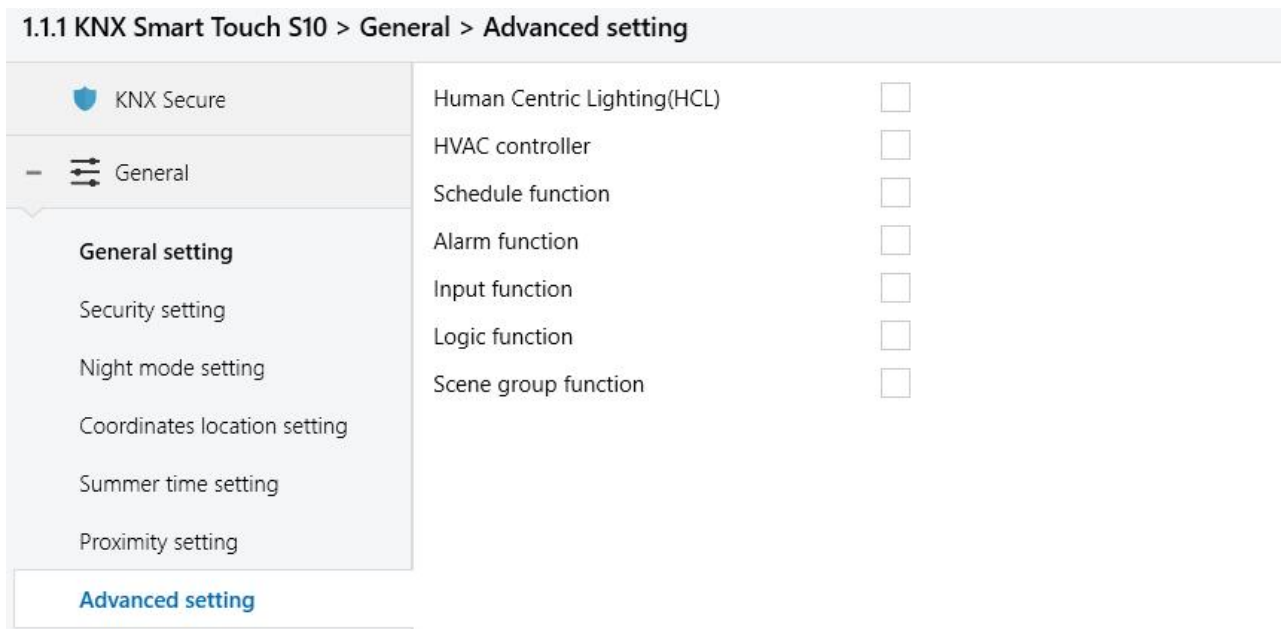 1.1.1 KNX Smart Touch S10 > General > Advanced setting
KNX Secure
General
General setting
Security setting
Night mode setting
Coordinates location setting
Summer time setting
Proximity setting
Advanced setting
Human Centric Lighting(HCL)
HVAC controller
Schedule function
Alarm function
Input function
Logic function
Scene group function